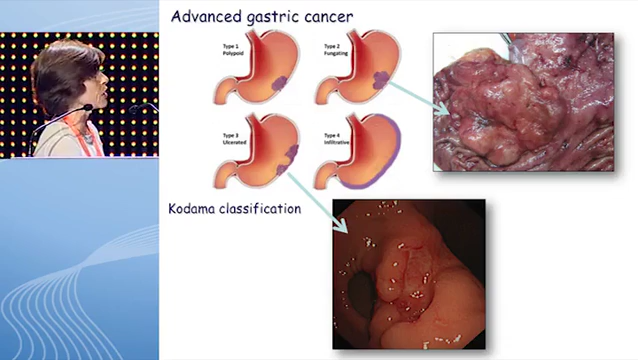 Advanced gastric cancer
Type 1
Polypoid
Type 2
Fungating
Type 3
Ulcerated
Type 4
Infiltrative
Kodama classification